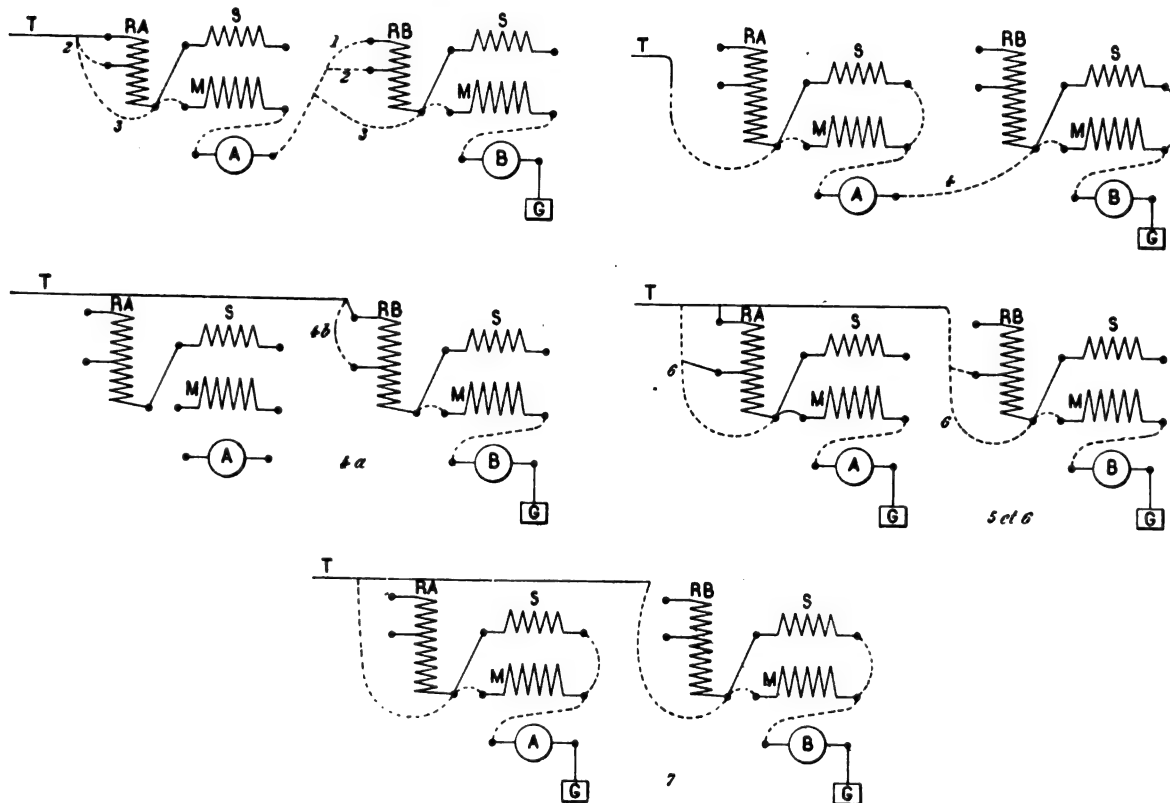 T 2 RA S M 3 A 1 2 3 RB S M B G
T RA S M A 4 RB S M B G
T RA S M A 4a 4b RB S M B G
T 6 RA S M A G 6 RB S M B G
5 et 6
T RA S M A G RB S M B G
7